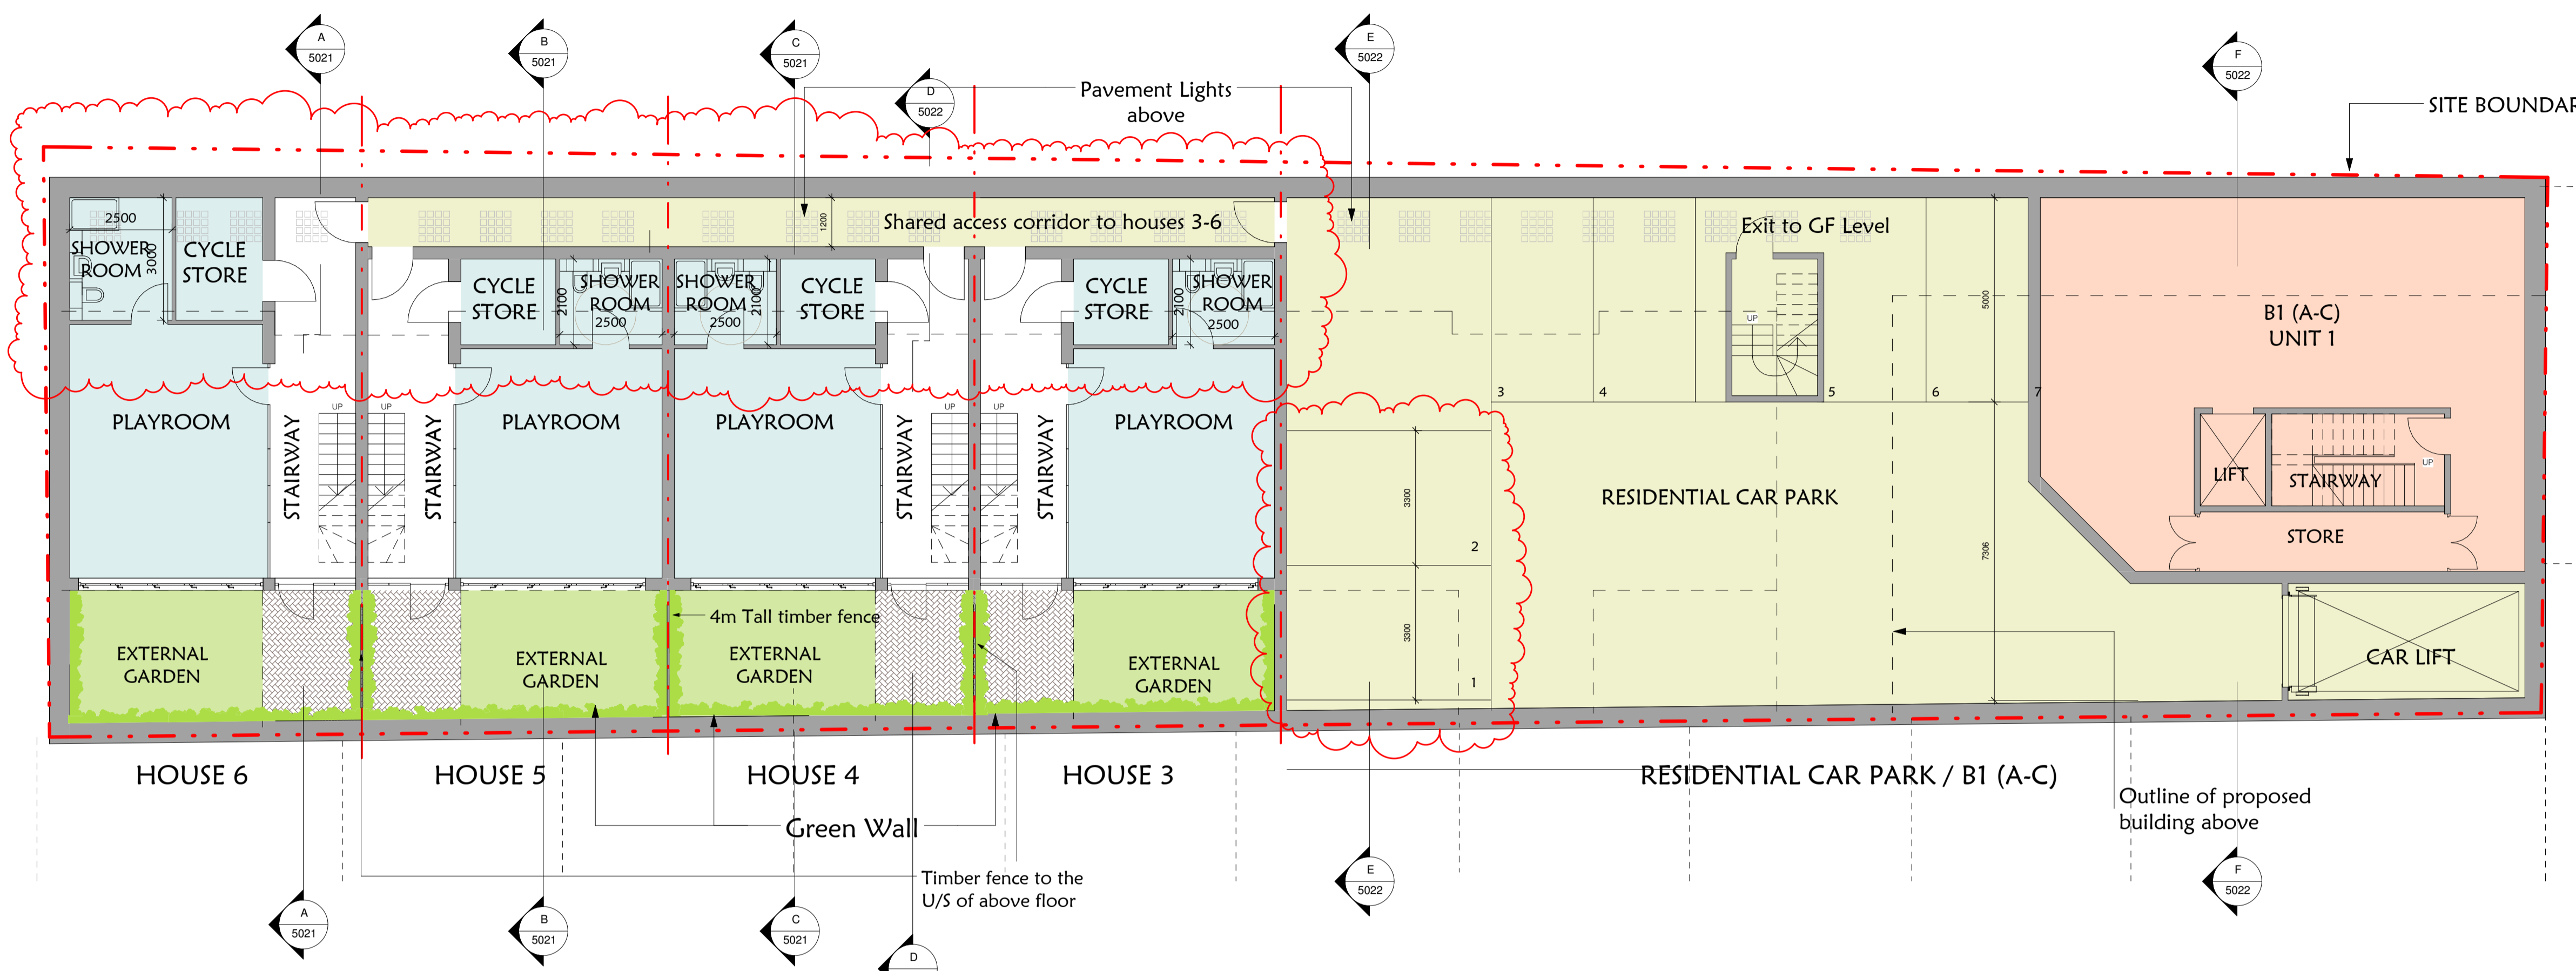 A
5021
B
5021
C
5021
D
5022
E
5022
F
5022
Pavement Lights
above
SITE BOUNDAR
2500
3000
SHOWER
ROOM
CYCLE
STORE
1200
Shared access corridor to houses 3-6
Exit to GF Level
CYCLE
STORE
2100
SHOWER
ROOM
2500
SHOWER
ROOM
2100
2500
CYCLE
STORE
CYCLE
STORE
2100
SHOWER
ROOM
2500
UP
5000
B1 (A-C)
UNIT 1
3
4
5
6
7
PLAYROOM
STAIRWAY
UP
UP
STAIRWAY
PLAYROOM
PLAYROOM
STAIRWAY
UP
UP
STAIRWAY
PLAYROOM
3300
2
RESIDENTIAL CAR PARK
7306
LIFT
STAIRWAY
UP
STORE
3300
1
4m Tall timber fence
EXTERNAL
GARDEN
EXTERNAL
GARDEN
EXTERNAL
GARDEN
EXTERNAL
GARDEN
CAR LIFT
HOUSE 6
HOUSE 5
HOUSE 4
HOUSE 3
RESIDENTIAL CAR PARK / B1 (A-C)
Outline of proposed
building above
Green Wall
Timber fence to the
U/S of above floor
A
5021
B
5021
C
5021
D
E
5022
F
5022